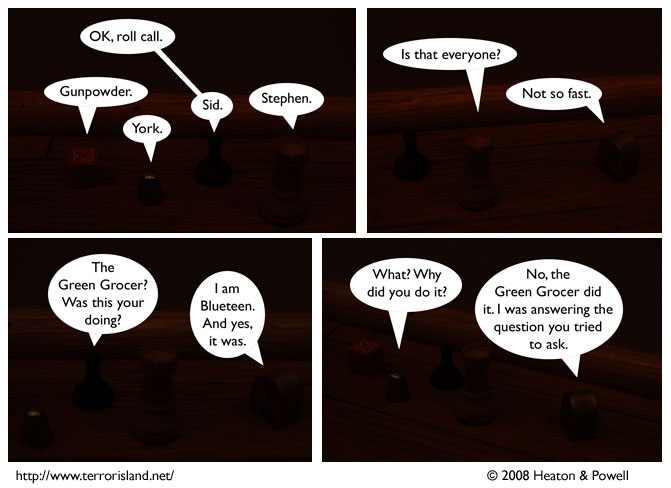 OK, roll call.
Gunpowder.
York.
Sid.
Stephen.
Is that everyone?
Not so fast.
The
Green Grocer?
Was this your
doing?
I am
Blueteen.
And yes,
it was.
What? Why
did you do it?
No, the
Green Grocer did
it. I was answering the
question you tried
to ask.
http://www.terrorisland.net/
© 2008 Heaton & Powell